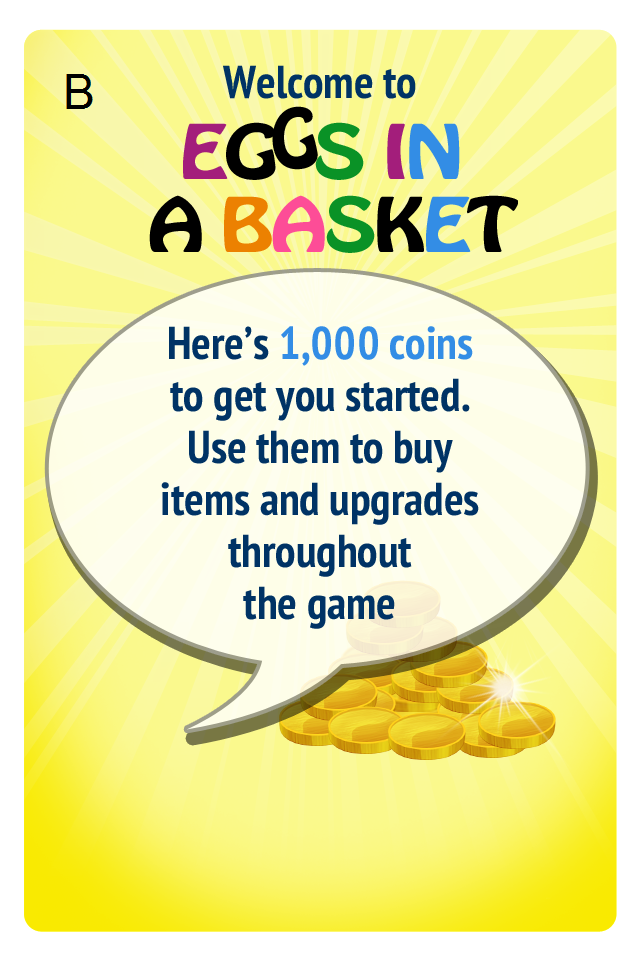 B
Welcome to
EGGS IN
A BASKET
Here’s 1,000 coins
to get you started.
Use them to buy
items and upgrades
throughout
the game